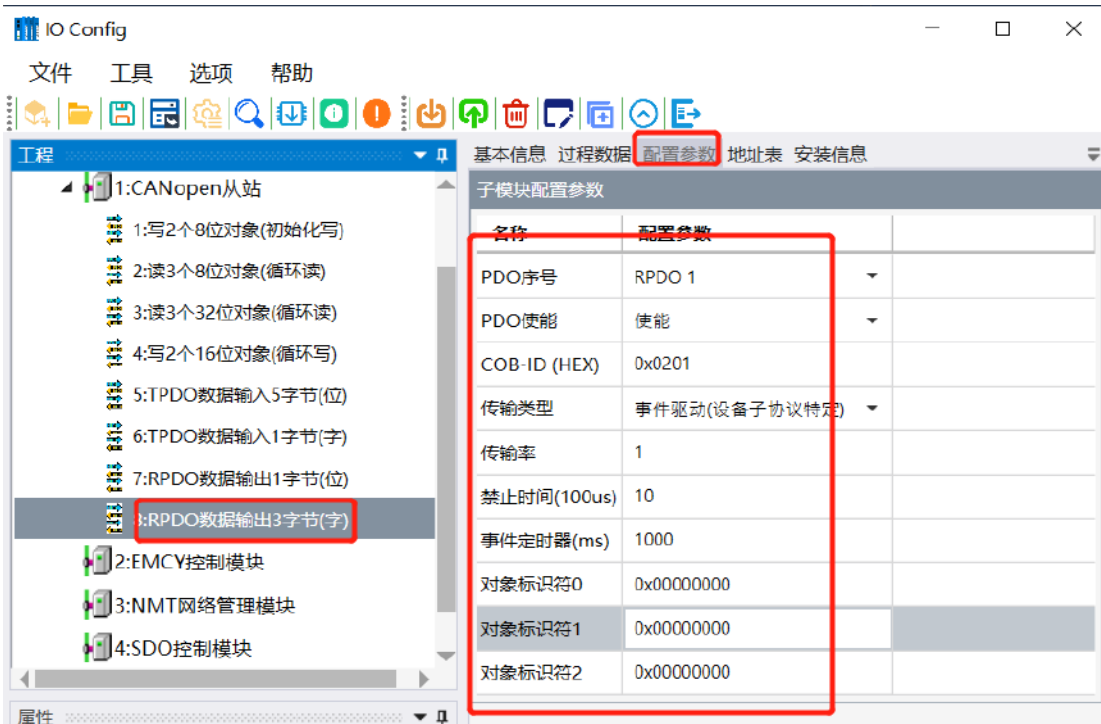 IO Config
文件 工具 选项 帮助
工程
1:CANopen从站
1:写2个8位对象(初始化写)
2:读3个8位对象(循环读)
3:读3个32位对象(循环读)
4:写2个16位对象(循环写)
5:TPDO数据输入5字节(位)
6:TPDO数据输入1字节(字)
7:RPDO数据输出1字节(位)
8:RPDO数据输出3字节(字)
2:EMCY控制模块
3:NMT网络管理模块
4:SDO控制模块
属性
基本信息 过程数据 配置参数 地址表 安装信息
子模块配置参数
名称 配置参数
PDO序号 RPDO 1
PDO使能 使能
COB-ID (HEX) 0x0201
传输类型 事件驱动(设备子协议特定)
传输率 1
禁止时间(100us) 10
事件定时器(ms) 1000
对象标识符0 0x00000000
对象标识符1 0x00000000
对象标识符2 0x00000000